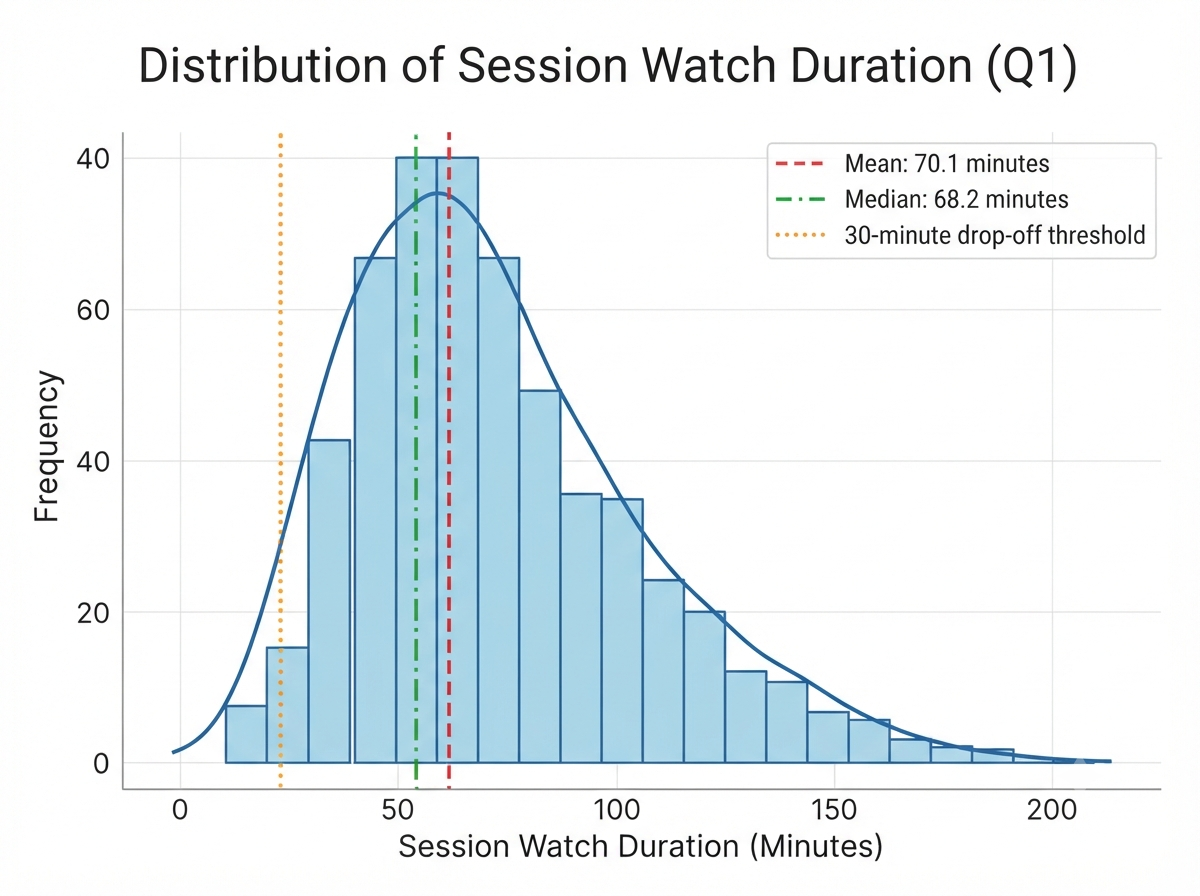 Distribution of Session Watch Duration (Q1)
Mean: 70.1 minutes
Median: 68.2 minutes
30-minute drop-off threshold
Frequency
40
60
40
20
0
0 50 100 150 200
Session Watch Duration (Minutes)